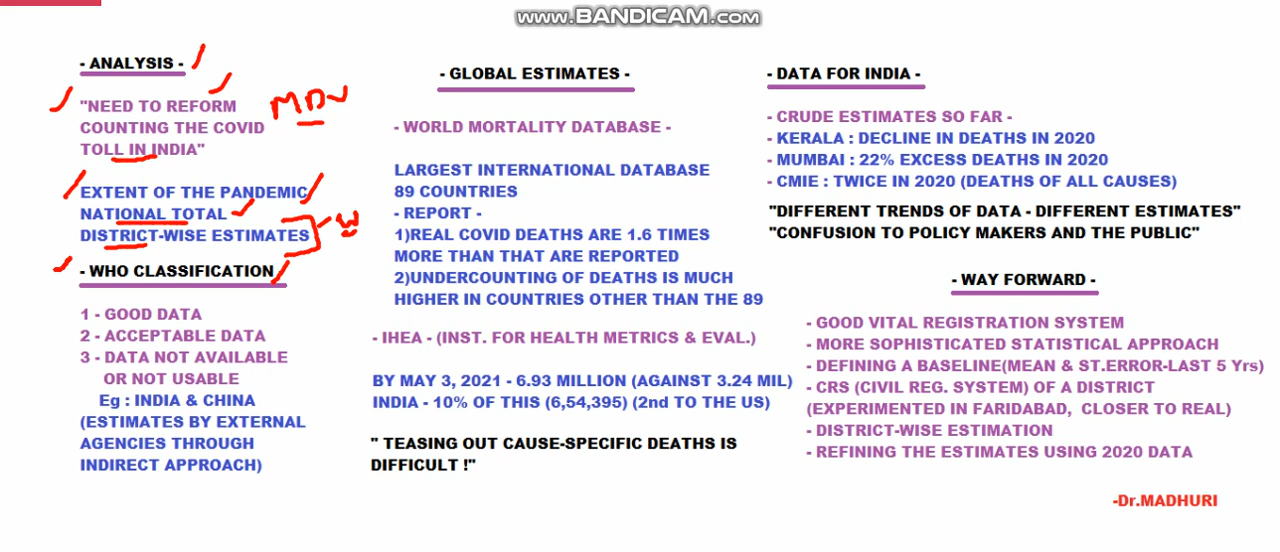 www.BANDICAM.com
- ANALYSIS -
"NEED TO REFORM
COUNTING THE COVID
TOLL IN INDIA"
EXTENT OF THE PANDEMIC
NATIONAL TOTAL
DISTRICT-WISE ESTIMATES
- WHO CLASSIFICATION
1 - GOOD DATA
2 - ACCEPTABLE DATA
3 - DATA NOT AVAILABLE
OR NOT USABLE
Eg : INDIA & CHINA
(ESTIMATES BY EXTERNAL
AGENCIES THROUGH
INDIRECT APPROACH)
- GLOBAL ESTIMATES -
- WORLD MORTALITY DATABASE -
LARGEST INTERNATIONAL DATABASE
89 COUNTRIES
- REPORT -
1)REAL COVID DEATHS ARE 1.6 TIMES
MORE THAN THAT ARE REPORTED
2)UNDERCOUNTING OF DEATHS IS MUCH
HIGHER IN COUNTRIES OTHER THAN THE 89
- IHEA - (INST. FOR HEALTH METRICS & EVAL.)
BY MAY 3, 2021 - 6.93 MILLION (AGAINST 3.24 MIL)
INDIA - 10% OF THIS (6,54,395) (2nd TO THE US)
" TEASING OUT CAUSE-SPECIFIC DEATHS IS
DIFFICULT !"
- DATA FOR INDIA -
- CRUDE ESTIMATES SO FAR -
- KERALA : DECLINE IN DEATHS IN 2020
- MUMBAI : 22% EXCESS DEATHS IN 2020
- CMIE : TWICE IN 2020 (DEATHS OF ALL CAUSES)
"DIFFERENT TRENDS OF DATA - DIFFERENT ESTIMATES"
"CONFUSION TO POLICY MAKERS AND THE PUBLIC"
- WAY FORWARD -
- GOOD VITAL REGISTRATION SYSTEM
- MORE SOPHISTICATED STATISTICAL APPROACH
- DEFINING A BASELINE(MEAN & ST.ERROR-LAST 5 Yrs)
- CRS (CIVIL REG. SYSTEM) OF A DISTRICT
(EXPERIMENTED IN FARIDABAD, CLOSER TO REAL)
- DISTRICT-WISE ESTIMATION
- REFINING THE ESTIMATES USING 2020 DATA
-Dr.MADHURI